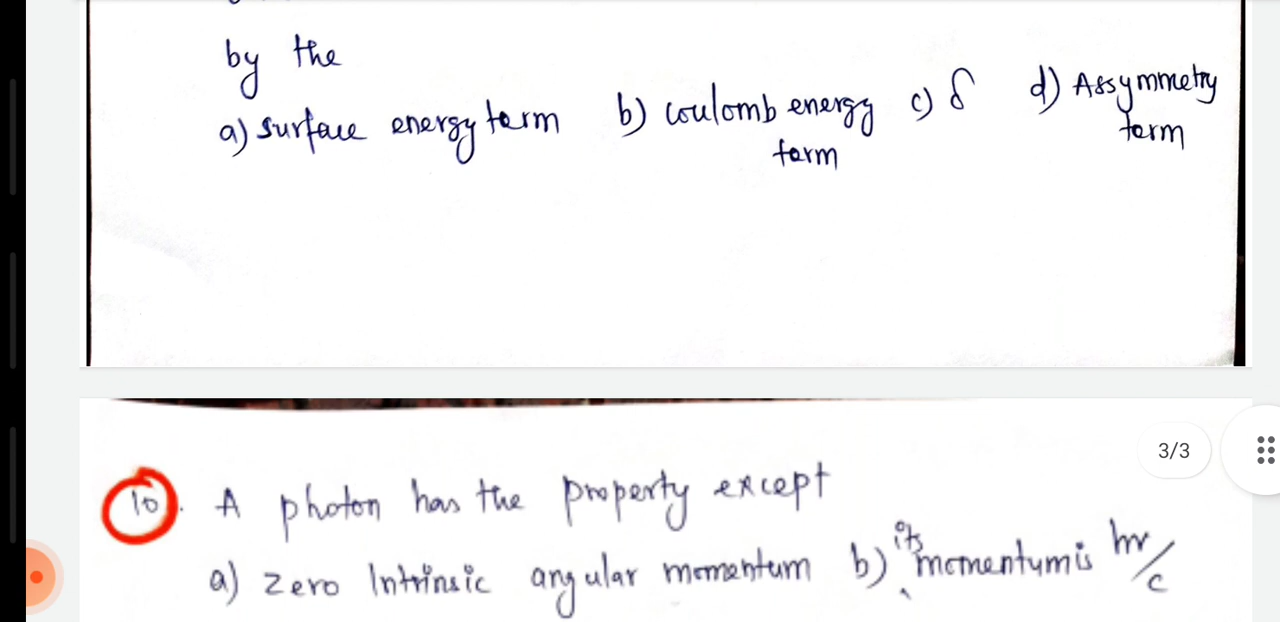 by the
a) surface energy term b) coulomb energy term c) δ d) Assymmetry term
3/3
10. A photon has the property except
a) zero Intrinsic angular momentum b) its momentum is hν/c